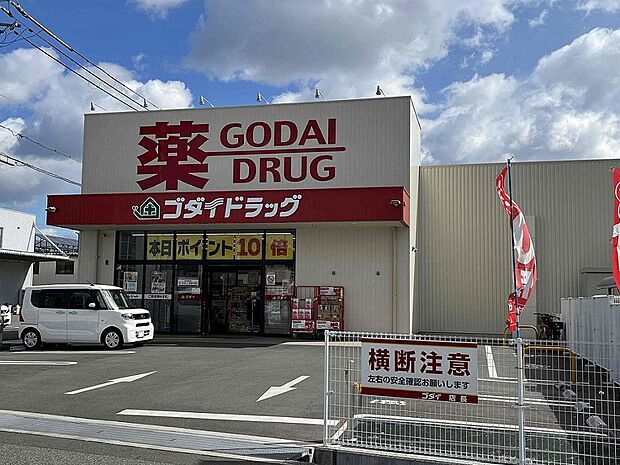 薬 GODAI
DRUG
ゴダイドラッグ
本日ポイント10倍
横断注意
左右の安全確認お願いします
ゴダイ 店長